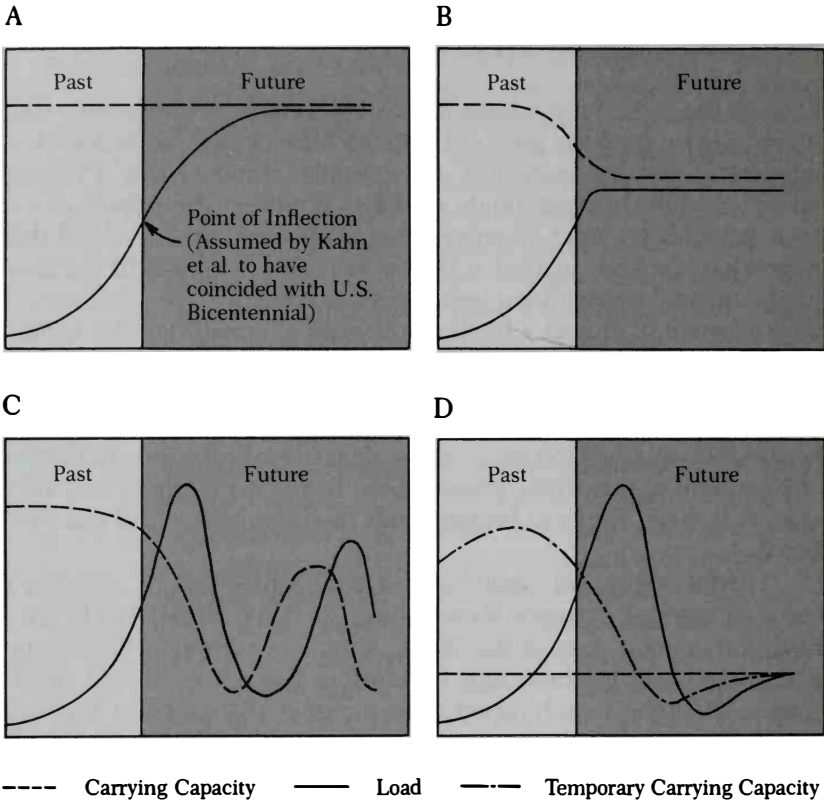 A
B
Past
Future
Point of Inflection
(Assumed by Kahn
et al. to have
coincided with U.S.
Bicentennial)
Past
Future
C
D
Past
Future
Past
Future
Carrying Capacity
Load
Temporary Carrying Capacity